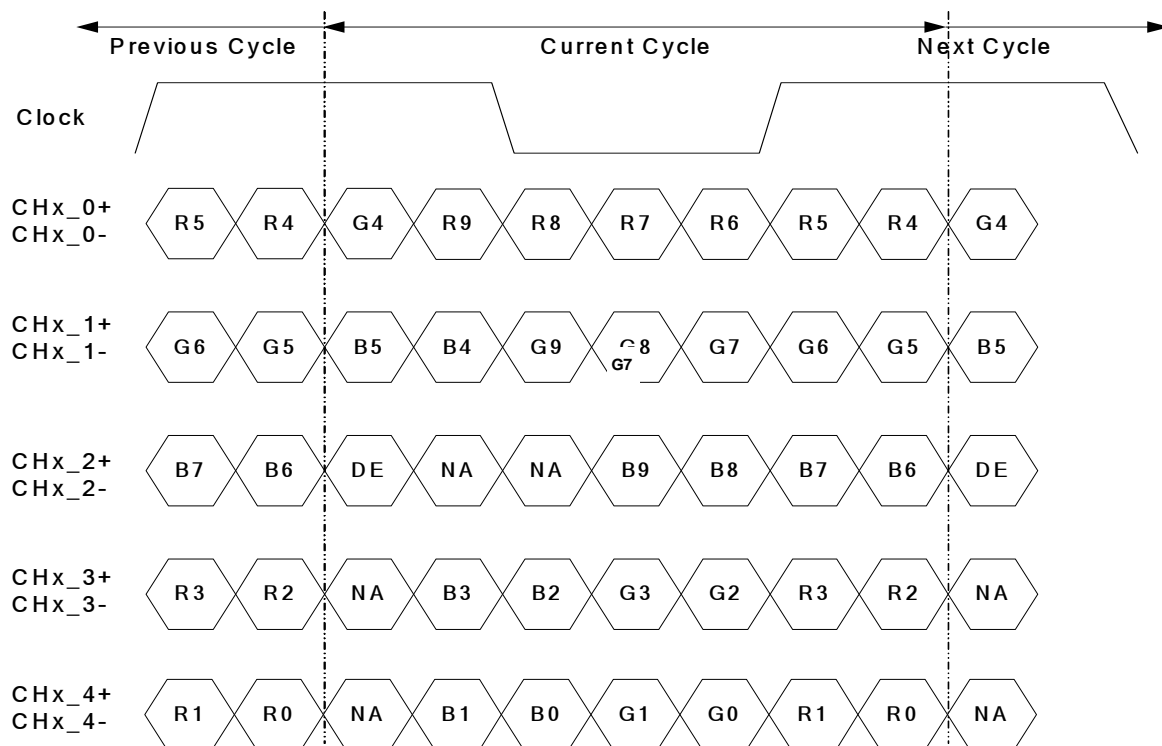 Previous Cycle Current Cycle Next Cycle
Clock
CHx_0+
CHx_0-
R5 R4 G4 R9 R8 R7 R6 R5 R4 G4
CHx_1+
CHx_1-
G6 G5 B5 B4 G9 G8 G7 G6 G5 B5
G7
CHx_2+
CHx_2-
B7 B6 DE NA NA B9 B8 B7 B6 DE
CHx_3+
CHx_3-
R3 R2 NA B3 B2 G3 G2 R3 R2 NA
CHx_4+
CHx_4-
R1 R0 NA B1 B0 G1 G0 R1 R0 NA